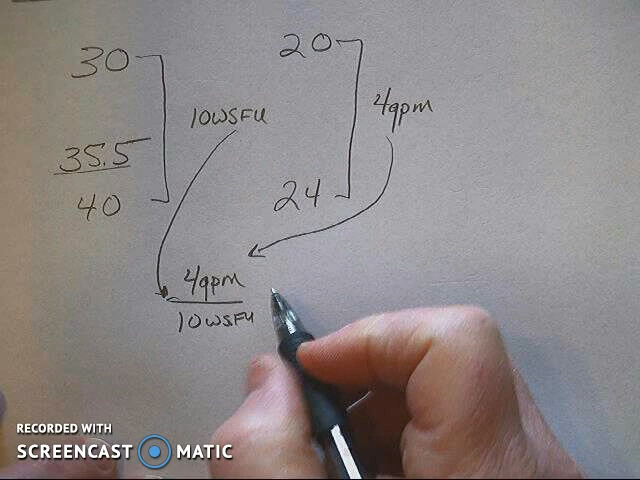 30
20
10WSFU
4gpm
35.5
40
24
4gpm
10WSFU
RECORDED WITH
SCREENCAST MATIC